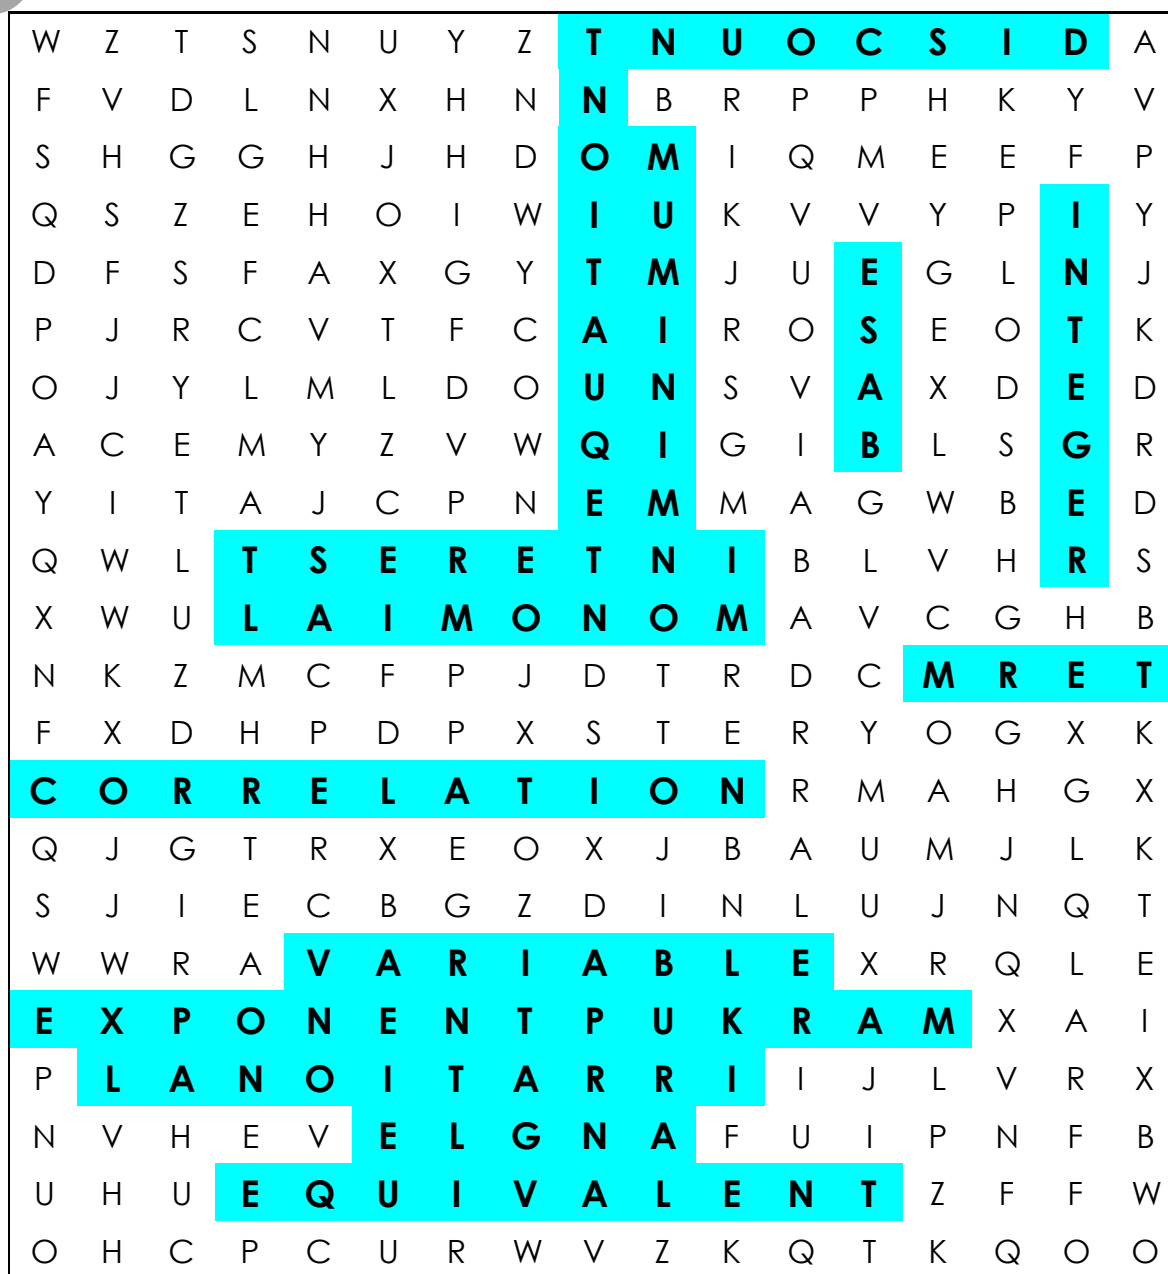 W Z T S N U Y Z T N U O C S I D A
F V D L N X H N N B R P P H K Y V
S H G G H J H D O M I Q M E E F P
Q S Z E H O I W I U K V V Y P I Y
D F S F A X G Y T M J U E G L N J
P J R C V T F C A I R O S E O T K
O J Y L M L D O U N S V A X D E D
A C E M Y Z V W Q I G I B L S G R
Y I T A J C P N E M M A G W B E D
Q W L T S E R E T N I B L V H R S
X W U L A I M O N O M A V C G H B
N K Z M C F P J D T R D C M R E T
F X D H P D P X S T E R Y O G X K
C O R R E L A T I O N R M A H G X
Q J G T R X E O X J B A U M J L K
S J I E C B G Z D I N L U J N Q T
W W R A V A R I A B L E X R Q L E
E X P O N E N T P U K R A M X A I
P L A N O I T A R R I I J L V R X
N V H E V E L G N A F U I P N F B
U H U E Q U I V A L E N T Z F F W
O H C P C U R W V Z K Q T K Q O O